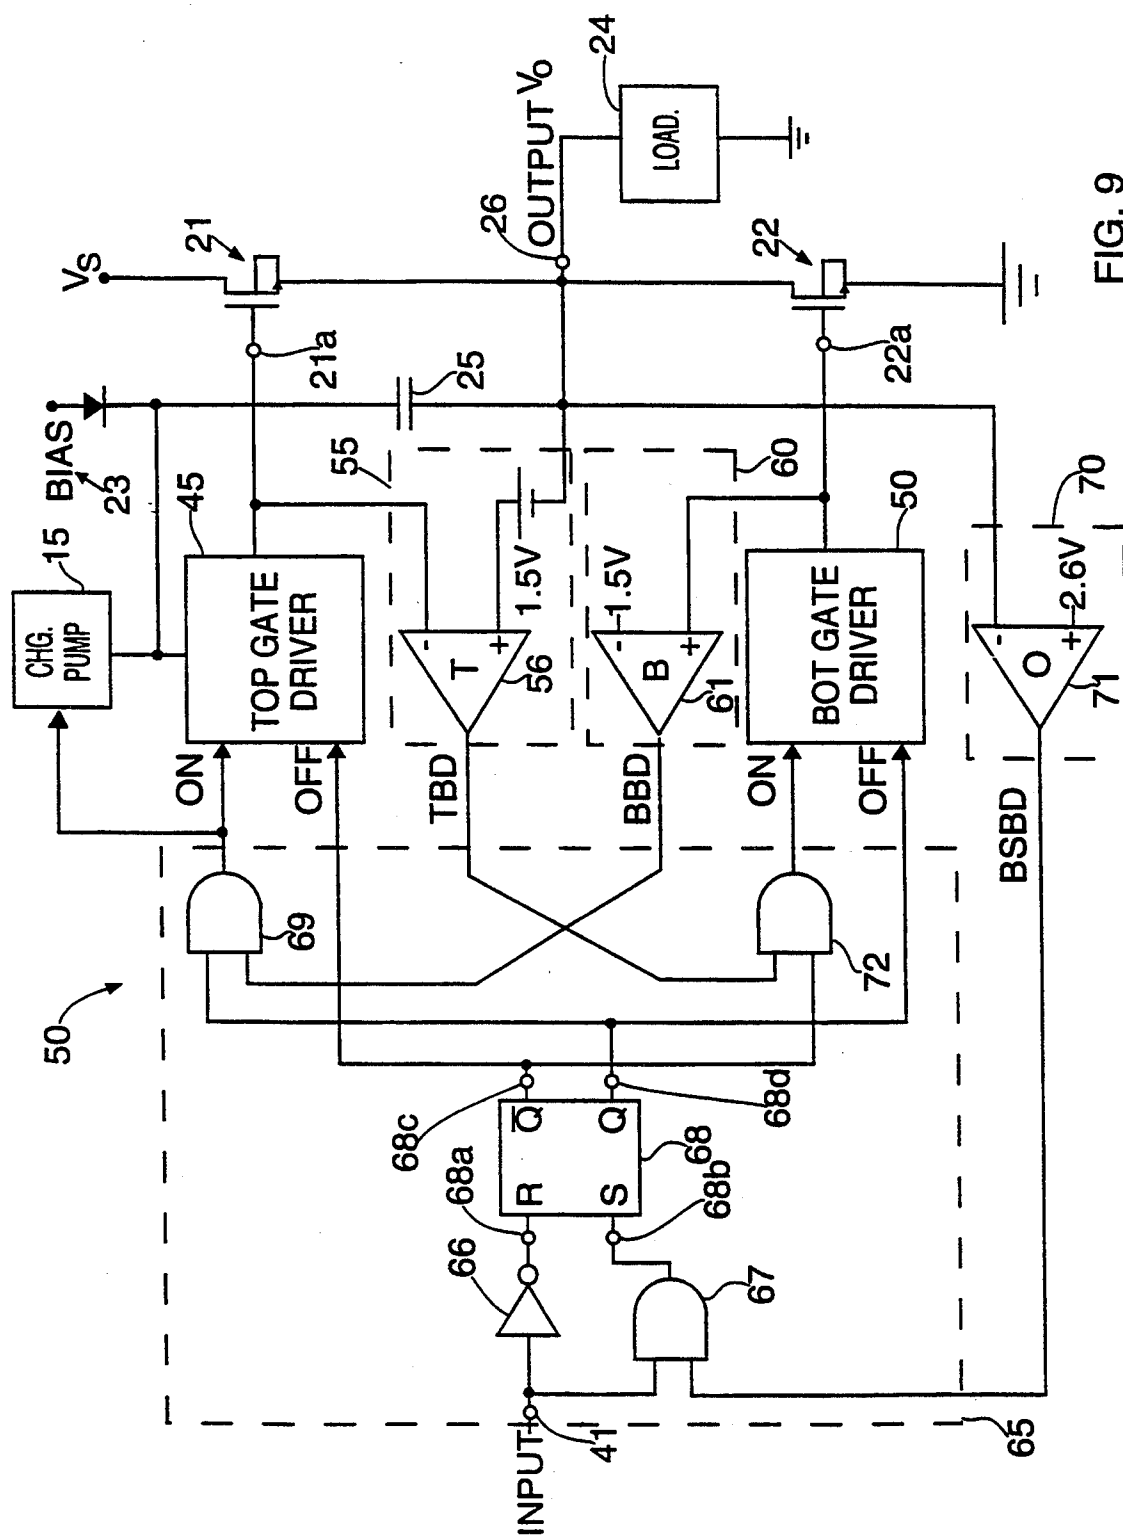 50
CHG.
PUMP
15
BIAS
23
VS
21
21a
45
TOP GATE
DRIVER
ON
OFF
69
25
55
-
+
T
56
1.5V
TBD
26
OUTPUT VO
24
LOAD.
60
-
+
B
61
1.5V
BBD
22
22a
50
BOT GATE
DRIVER
ON
OFF
72
70
-
+
O
71
2.6V
BSBD
INPUT
41
66
68a
R
S
Q
Q
68
68b
68c
68d
67
65
FIG. 9